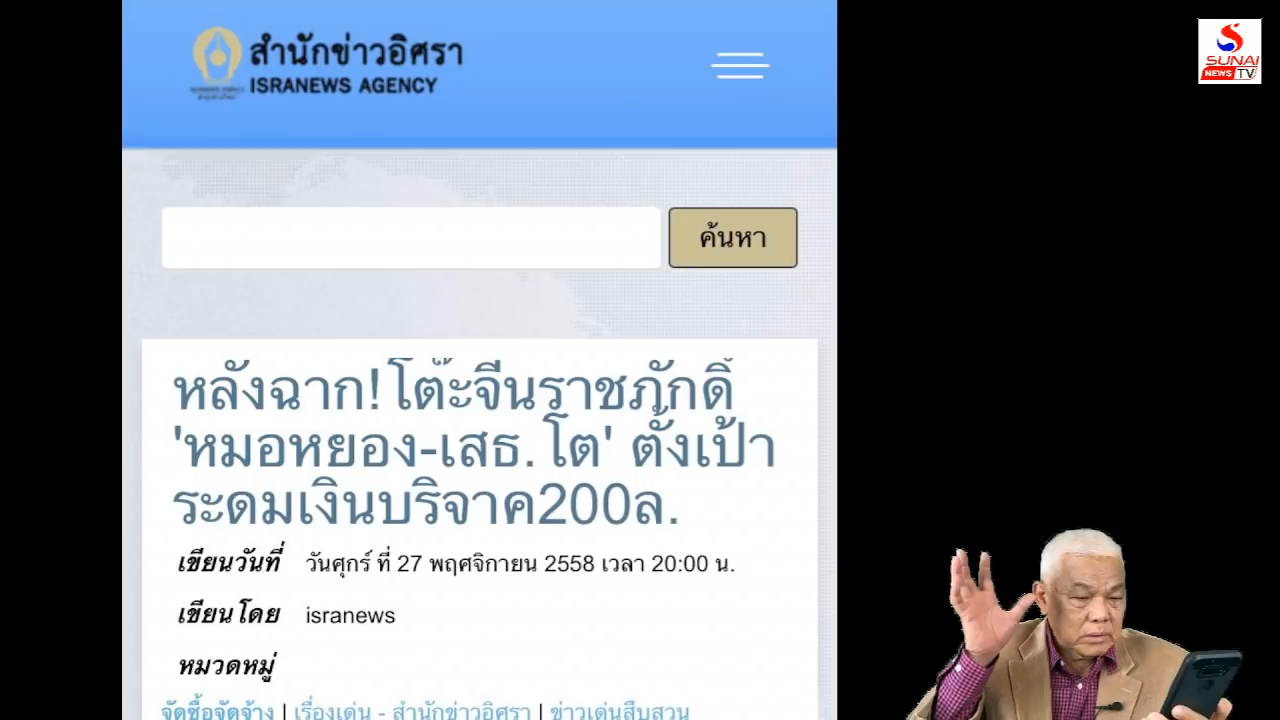 สำนักข่าวอิศรา
ISRANEWS AGENCY
SUNAI
NEWS TV
ค้นหา
หลังฉาก!โต๊ะจีนราชภักดิ์
'หมอหยอง-เสธ.โต' ตั้งเป้า
ระดมเงินบริจาค200ล.
เขียนวันที่ วันศุกร์ ที่ 27 พฤศจิกายน 2558 เวลา 20:00 น.
เขียนโดย isranews
หมวดหมู่
จัดซื้อจัดจ้าง | เรื่องเด่น - สำนักข่าวอิศรา | ข่าวเด่นสืบสวน